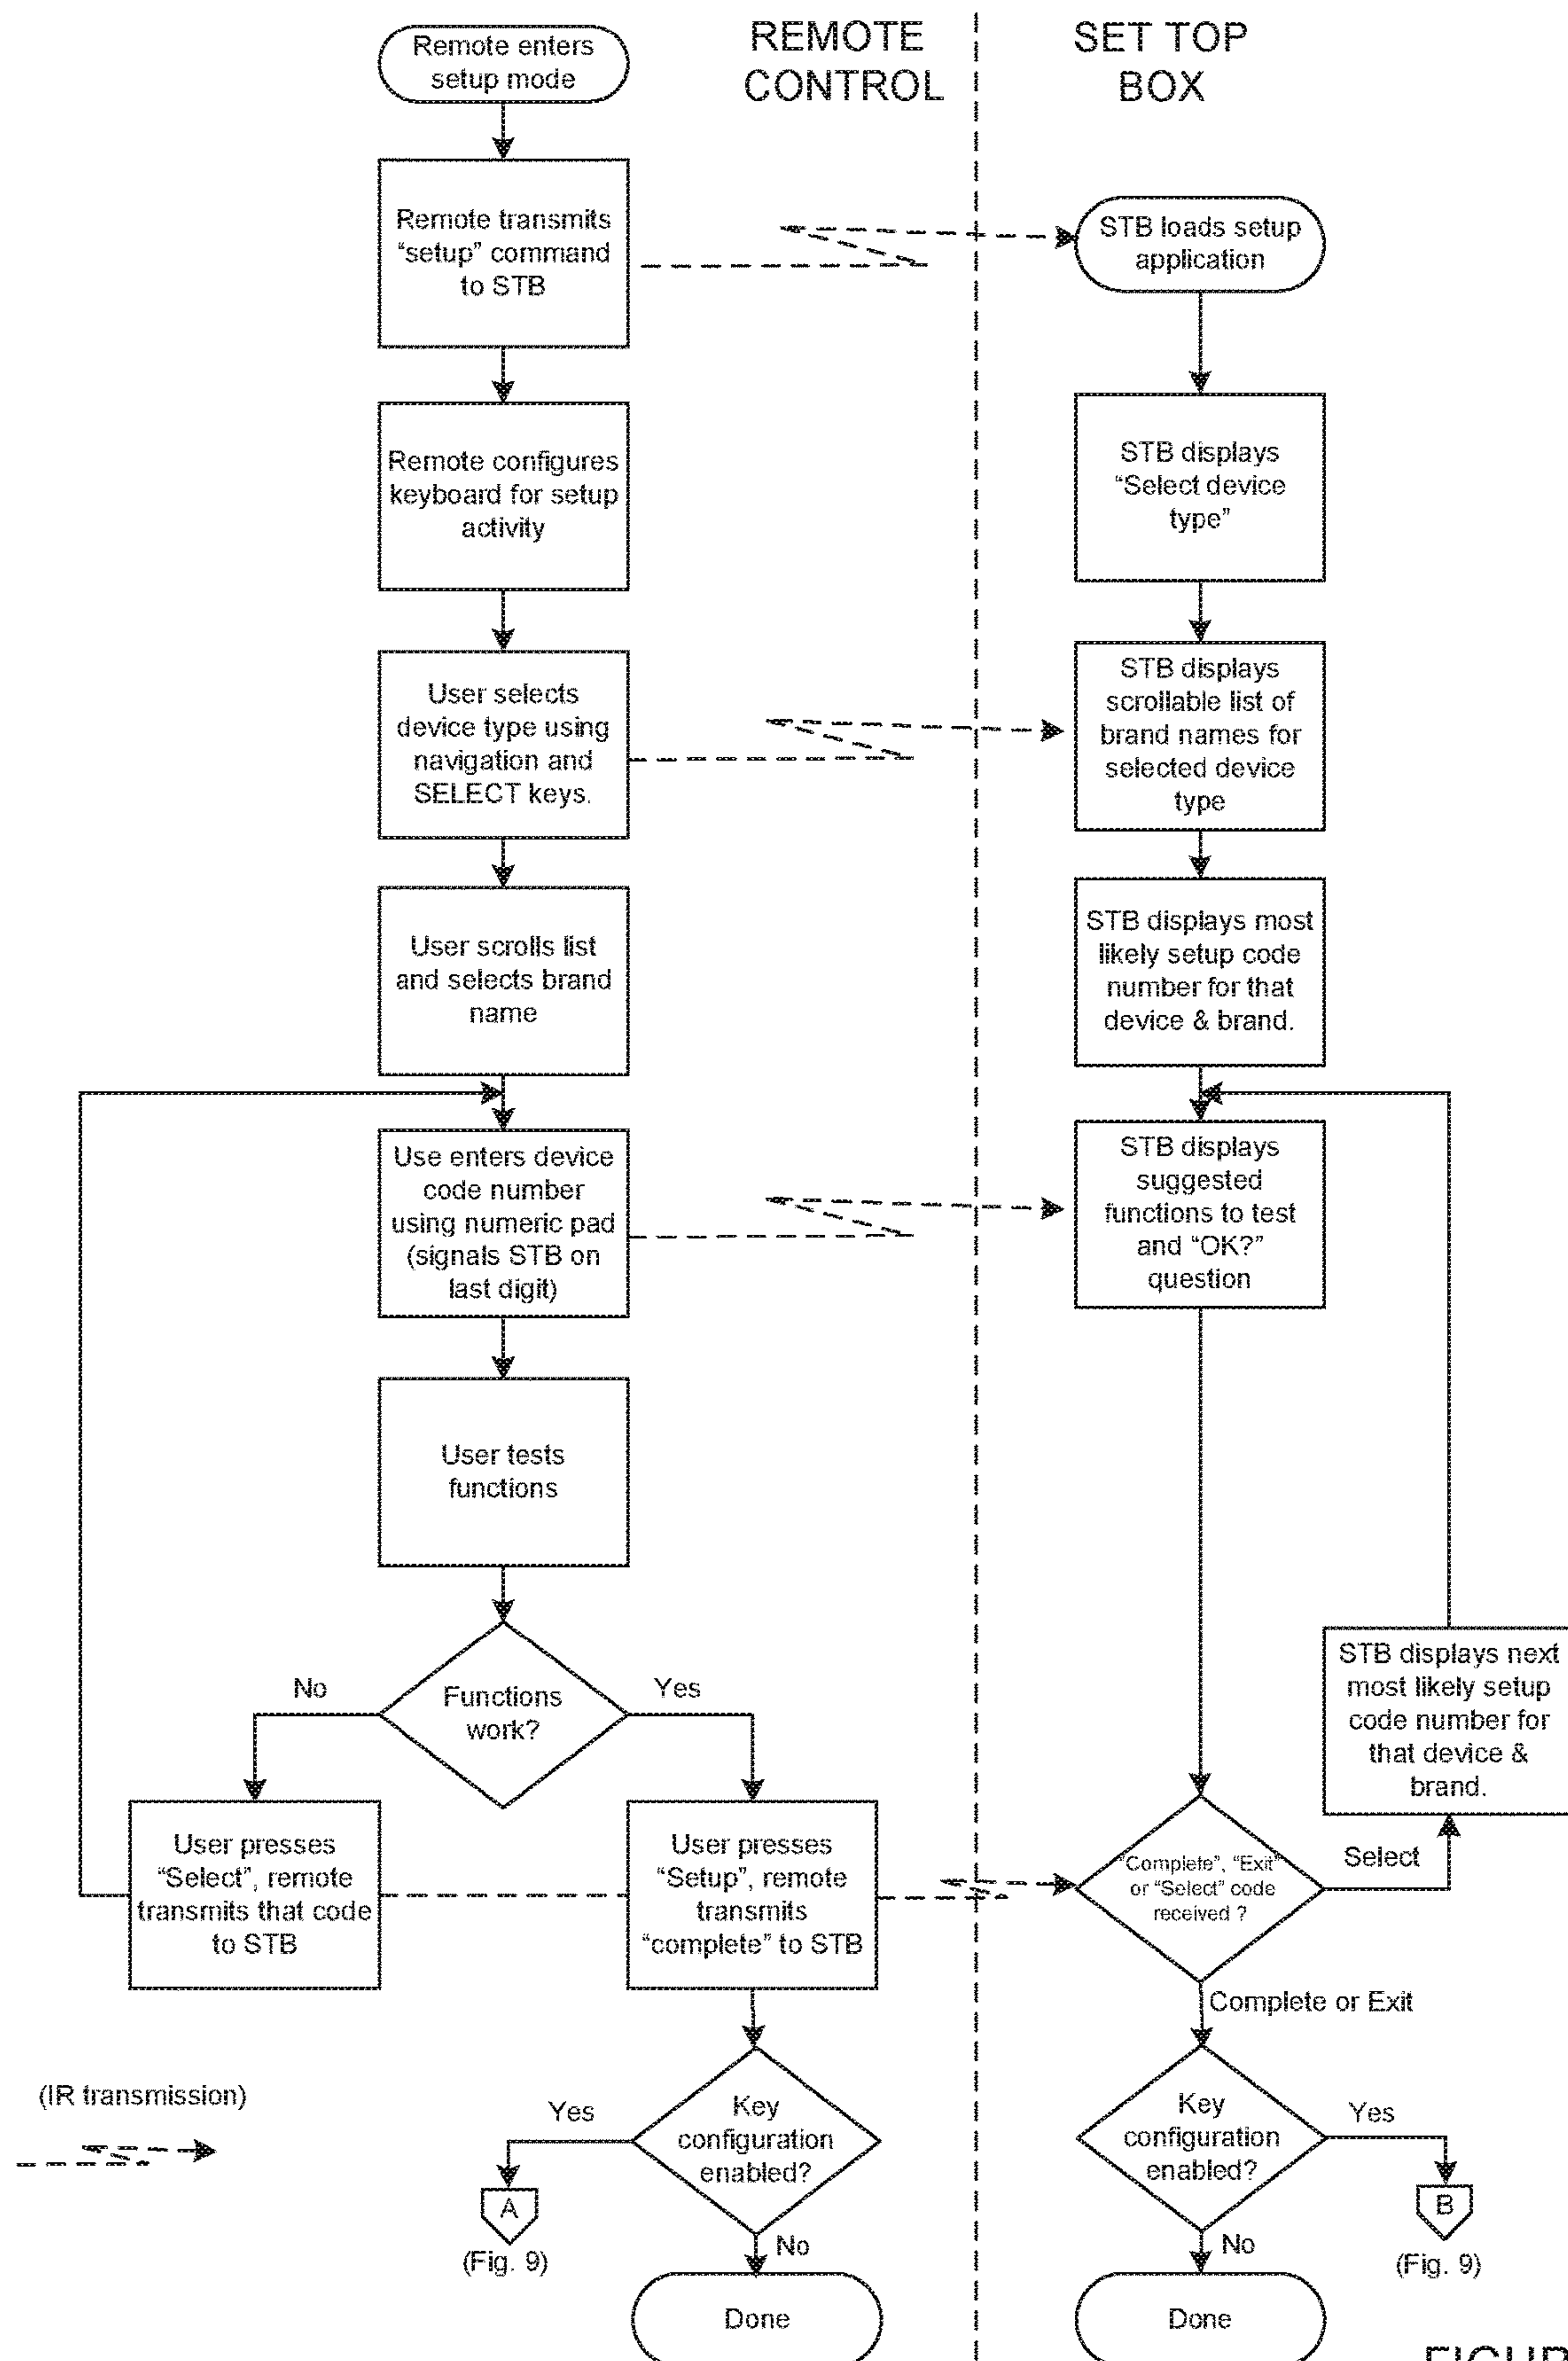 REMOTE
CONTROL
SET TOP
BOX
Remote enters
setup mode
Remote transmits
“setup” command
to STB
Remote configures
keyboard for setup
activity
User selects
device type using
navigation and
SELECT keys.
User scrolls list
and selects brand
name
Use enters device
code number
using numeric pad
(signals STB on
last digit)
User tests
functions
Functions
work?
No
Yes
User presses
“Select”, remote
transmits that code
to STB
User presses
“Setup”, remote
transmits
“complete” to STB
Key
configuration
enabled?
Yes
A
(Fig. 9)
No
Done
(IR transmission)
STB loads setup
application
STB displays
“Select device
type”
STB displays
scrollable list of
brand names for
selected device
type
STB displays most
likely setup code
number for that
device & brand.
STB displays
suggested
functions to test
and “OK?”
question
STB displays next
most likely setup
code number for
that device &
brand.
“Complete”, “Exit”
or “Select” code
received ?
Select
Complete or Exit
Key
configuration
enabled?
Yes
B
(Fig. 9)
No
Done